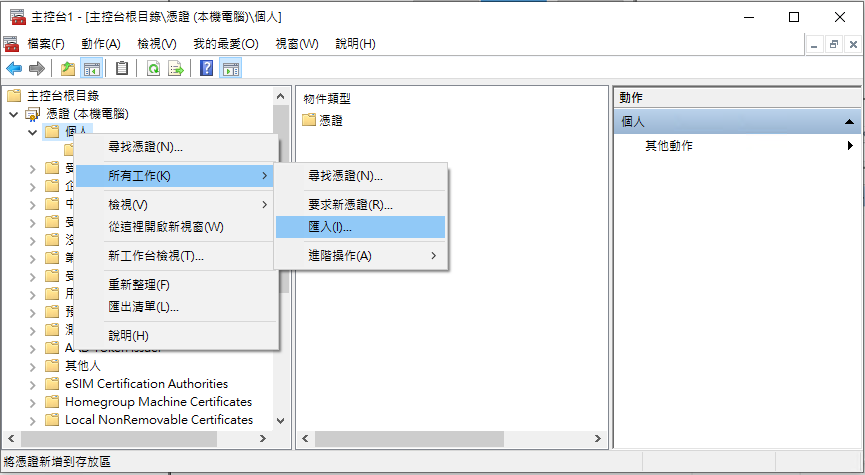 主控台1 - [主控台根目錄\憑證 (本機電腦)\個人]
檔案(F) 動作(A) 檢視(V) 我的最愛(O) 視窗(W) 說明(H)
主控台根目錄
憑證 (本機電腦)
個人
受
企
中
受
沒
第
受
用
預
測
其他人
eSIM Certification Authorities
Homegroup Machine Certificates
Local NonRemovable Certificates
尋找憑證(N)...
所有工作(K)
檢視(V)
從這裡開啟新視窗(W)
新工作台檢視(T)...
重新整理(F)
匯出清單(L)...
說明(H)
尋找憑證(N)...
要求新憑證(R)...
匯入(I)...
進階操作(A)
物件類型
憑證
動作
個人
其他動作
將憑證新增到存放區